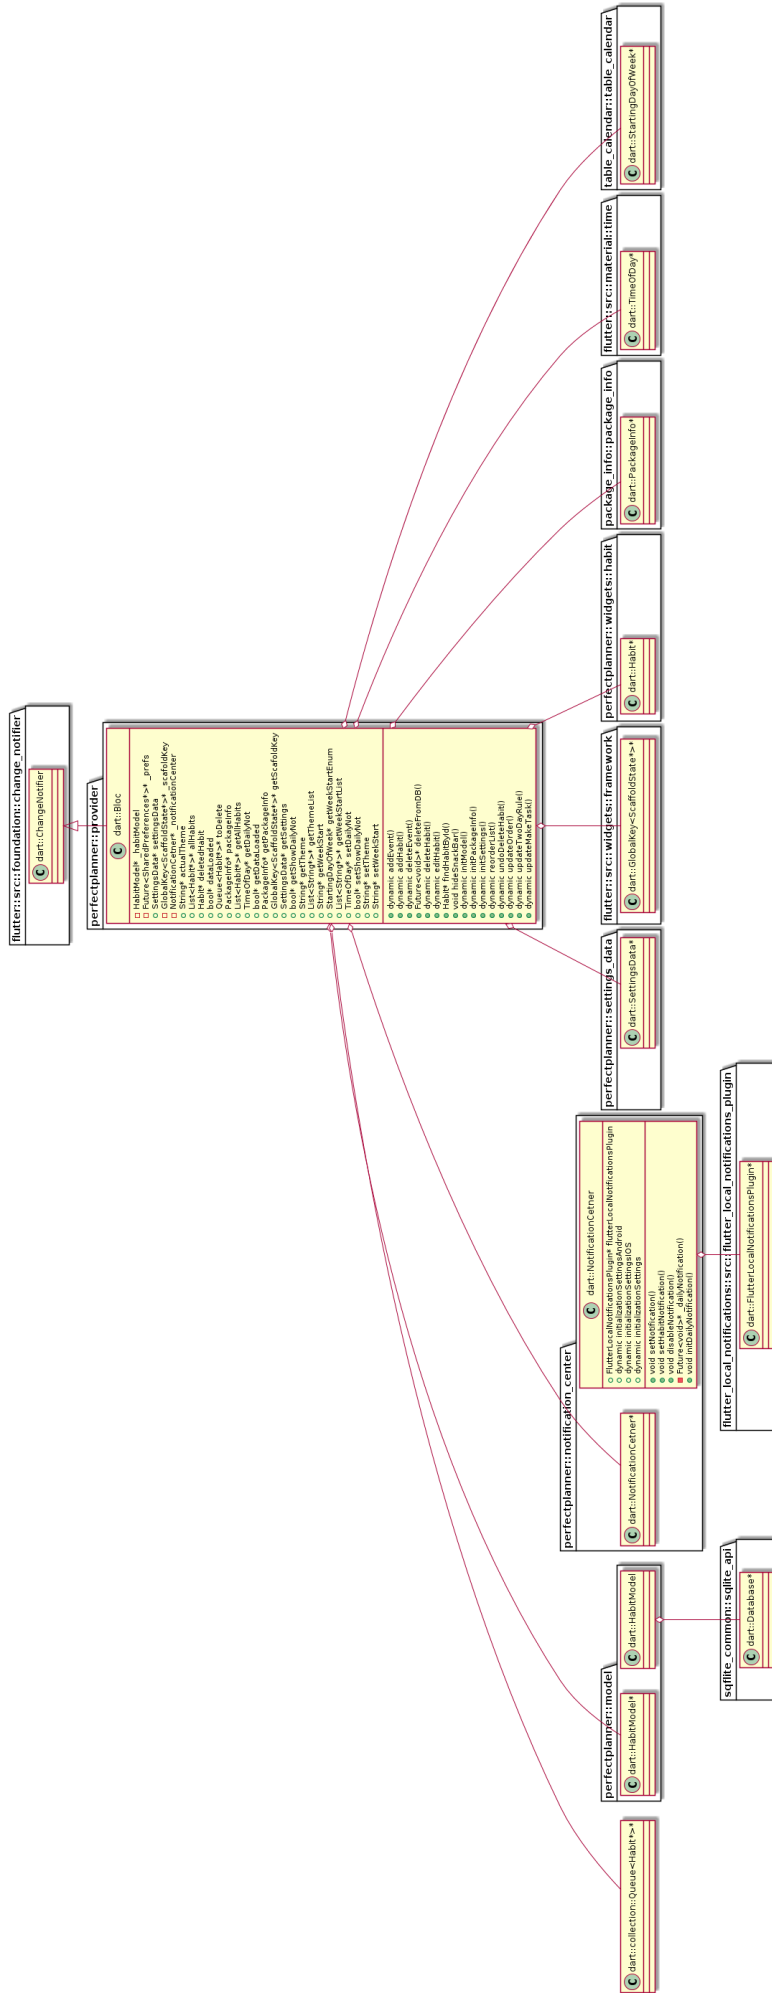 flutter::src::foundation::change_notifier
dart::ChangeNotifier
perfectplanner::provider
dart::Bloc
HabitModel* _habitModel
Future<SharedPreferences*>* _prefs
SettingsData* settingsData
GlobalKey<ScaffoldState*>* _scafoldKey
NotificationCetner* _notificationCenter
String* actualTheme
List<Habit*>* allHabits
Habit* deletedHabit
bool* dataLoaded
Queue<Habit*>* toDelete
PackageInfo* packageInfo
List<Habit*>* getAllHabits
TimeOfDay* getDailyNot
bool* getDataLoaded
PackageInfo* getPackageInfo
GlobalKey<ScaffoldState*>* getScafoldKey
SettingsData* getSettings
bool* getShowDailyNot
String* getTheme
List<String*>* getThemeList
String* getWeekStart
StartingDayOfWeek* getWeekStartEnum
List<String*>* getWeekStartList
TimeOfDay* setDailyNot
bool* setShowDailyNot
String* setTheme
String* setWeekStart
dynamic addEvent()
dynamic addHabit()
dynamic deleteEvent()
Future<void>* deleteFromDB()
dynamic deleteHabit()
dynamic editHabit()
Habit* findHabitById()
void hideSnackBar()
dynamic initModel()
dynamic initPackageInfo()
dynamic initSettings()
dynamic reorderList()
dynamic undoDeleteHabit()
dynamic updateOrder()
dynamic updateTwoDayRule()
dynamic updateMakeTask()
dart::collection::Queue<Habit*>*
perfectplanner::model
dart::HabitModel*
dart::HabitModel
perfectplanner::notification_center
dart::NotificationCetner*
dart::NotificationCetner
FlutterLocalNotificationsPlugin* flutterLocalNotificationsPlugin
dynamic initializationSettingsAndroid
dynamic initializationSettingsIOS
dynamic initializationSettings
void setNotification()
void setHabitNotification()
void disableNotification()
Future<void>* _dailyNotification()
void initDailyNotification()
perfectplanner::settings_data
dart::SettingsData*
flutter::src::widgets::framework
dart::GlobalKey<ScaffoldState*>*
perfectplanner::widgets::habit
dart::Habit*
package_info::package_info
dart::PackageInfo*
flutter::src::material::time
dart::TimeOfDay*
table_calendar::table_calendar
dart::StartingDayOfWeek*
sqflite_common::sqlite_api
dart::Database*
flutter_local_notifications::src::flutter_local_notifications_plugin
dart::FlutterLocalNotificationsPlugin*